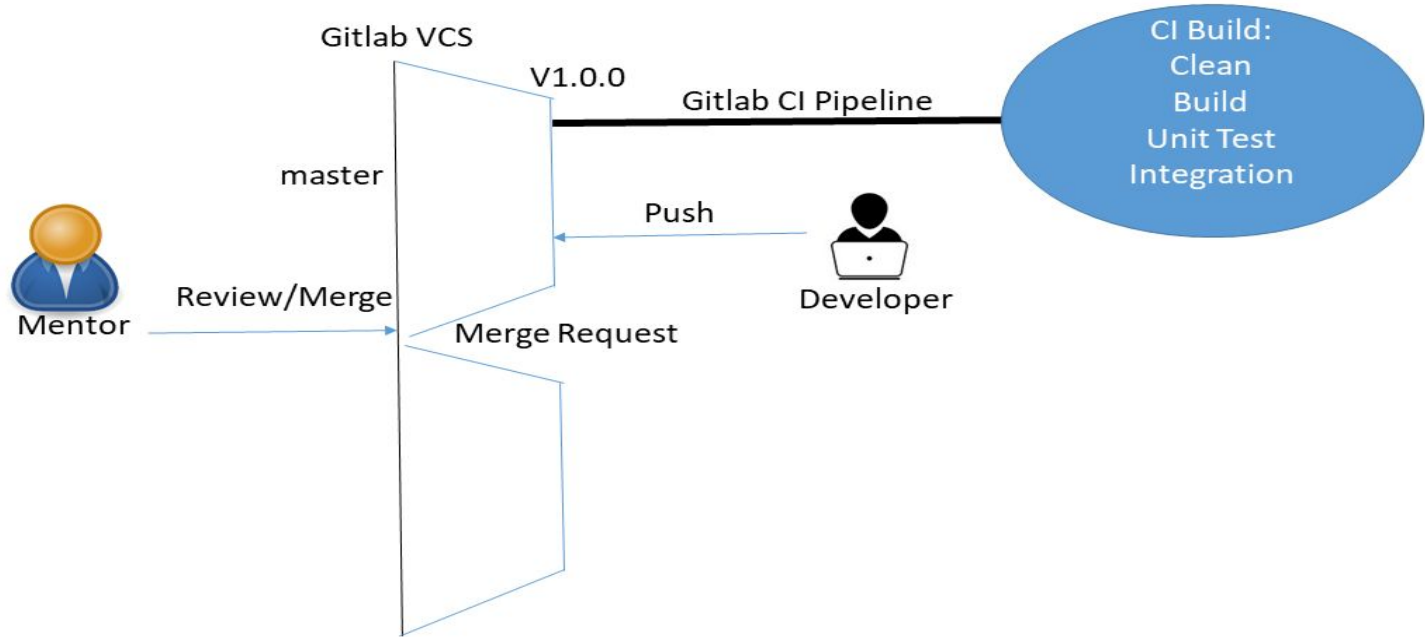 Gitlab VCS
V1.0.0
Gitlab CI Pipeline
CI Build:
Clean
Build
Unit Test
Integration
master
Push
Developer
Review/Merge
Mentor
Merge Request